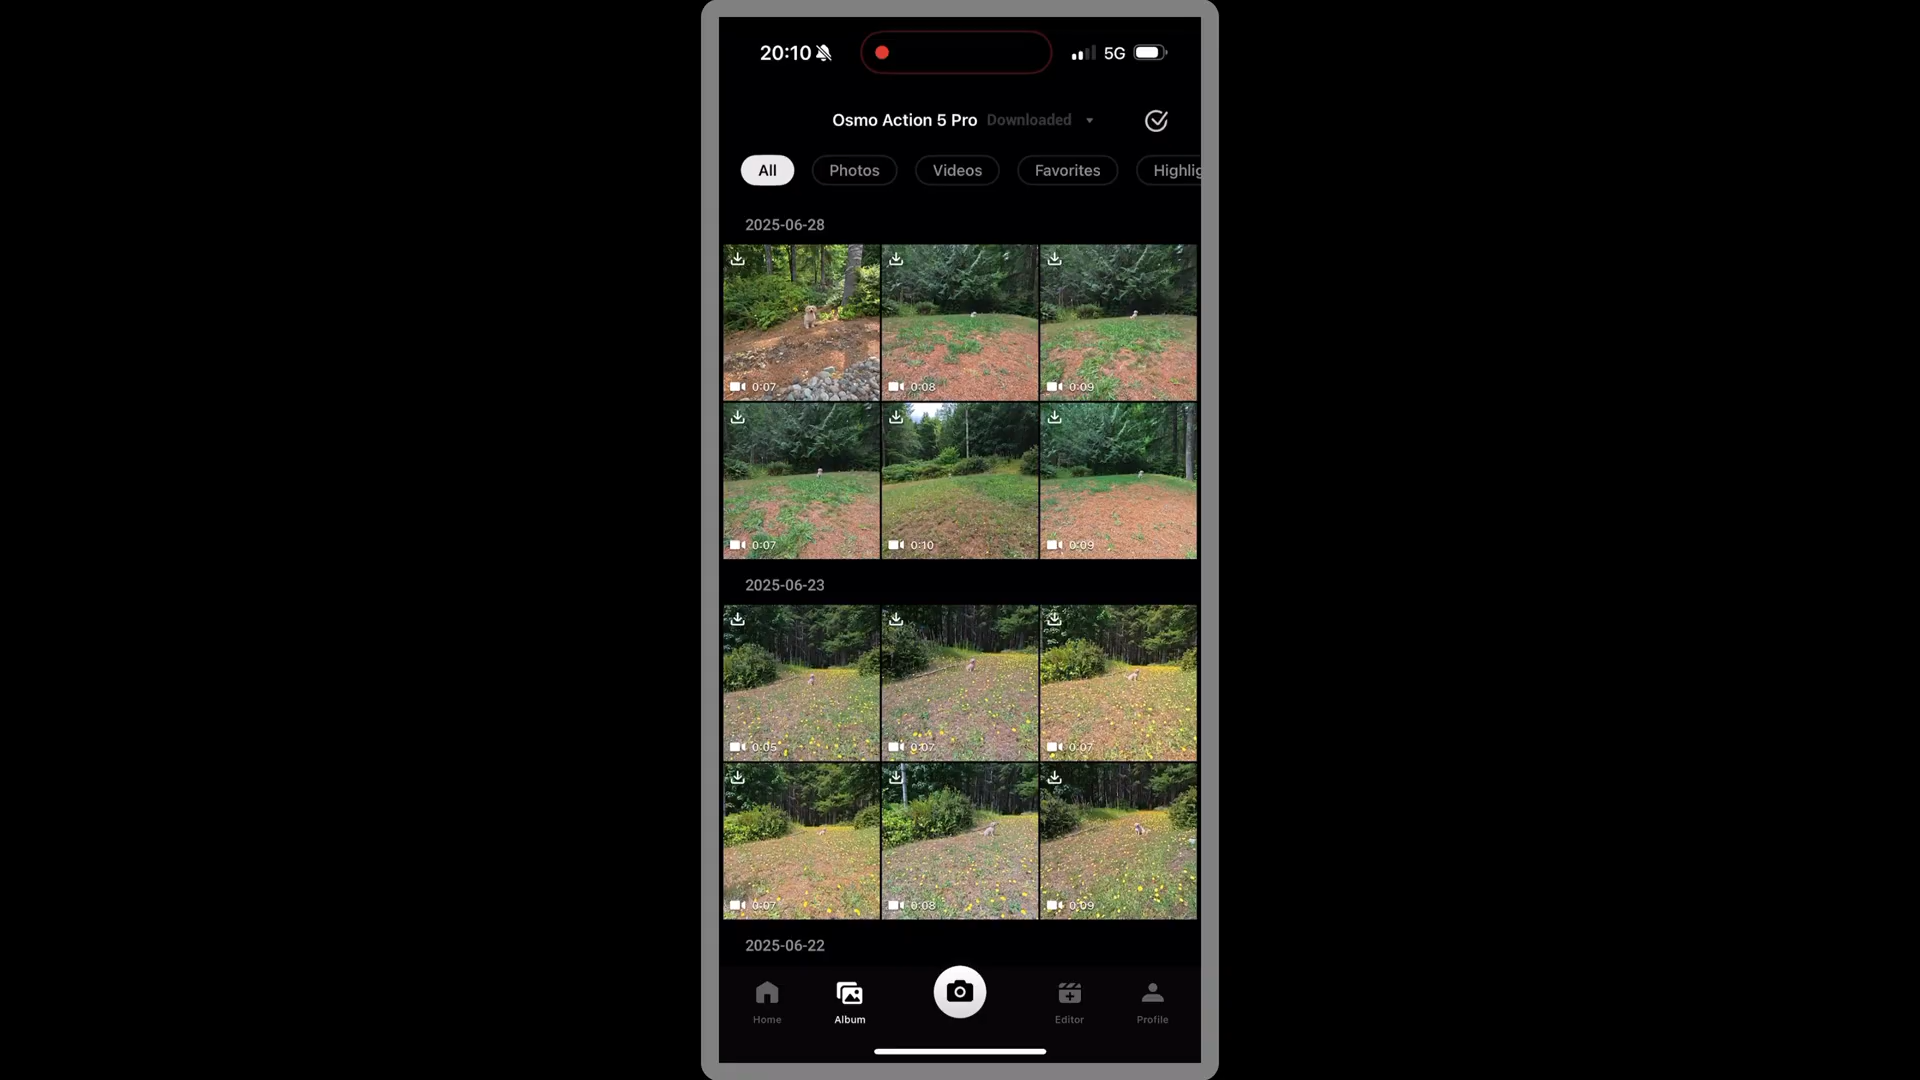 20:10 5G
Osmo Action 5 Pro Downloaded
All Photos Videos Favorites Highlig
2025-06-28
0:07 0:08 0:09
0:07 0:10 0:09
2025-06-23
0:05 0:07 0:07
0:07 0:08 0:09
2025-06-22
Home Album Editor Profile